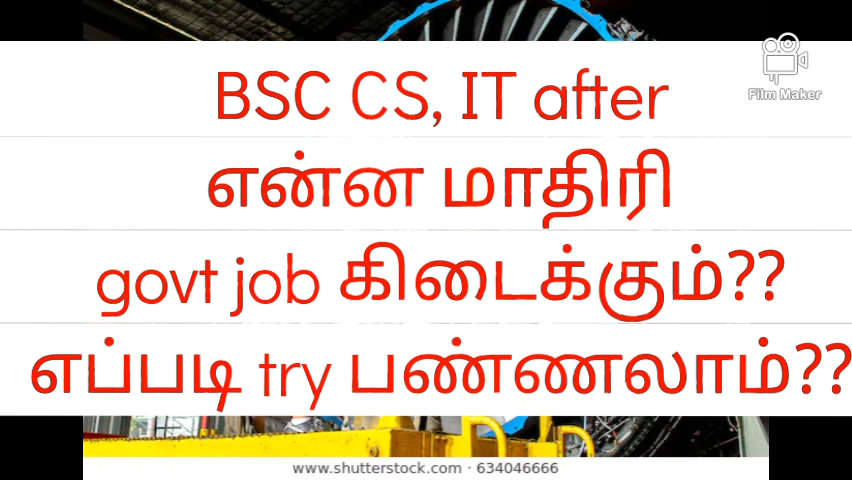 Film Maker
BSC CS, IT after
என்ன மாதிரி
govt job கிடைக்கும்??
எப்படி try பண்ணலாம்??
www.shutterstock.com · 634046666